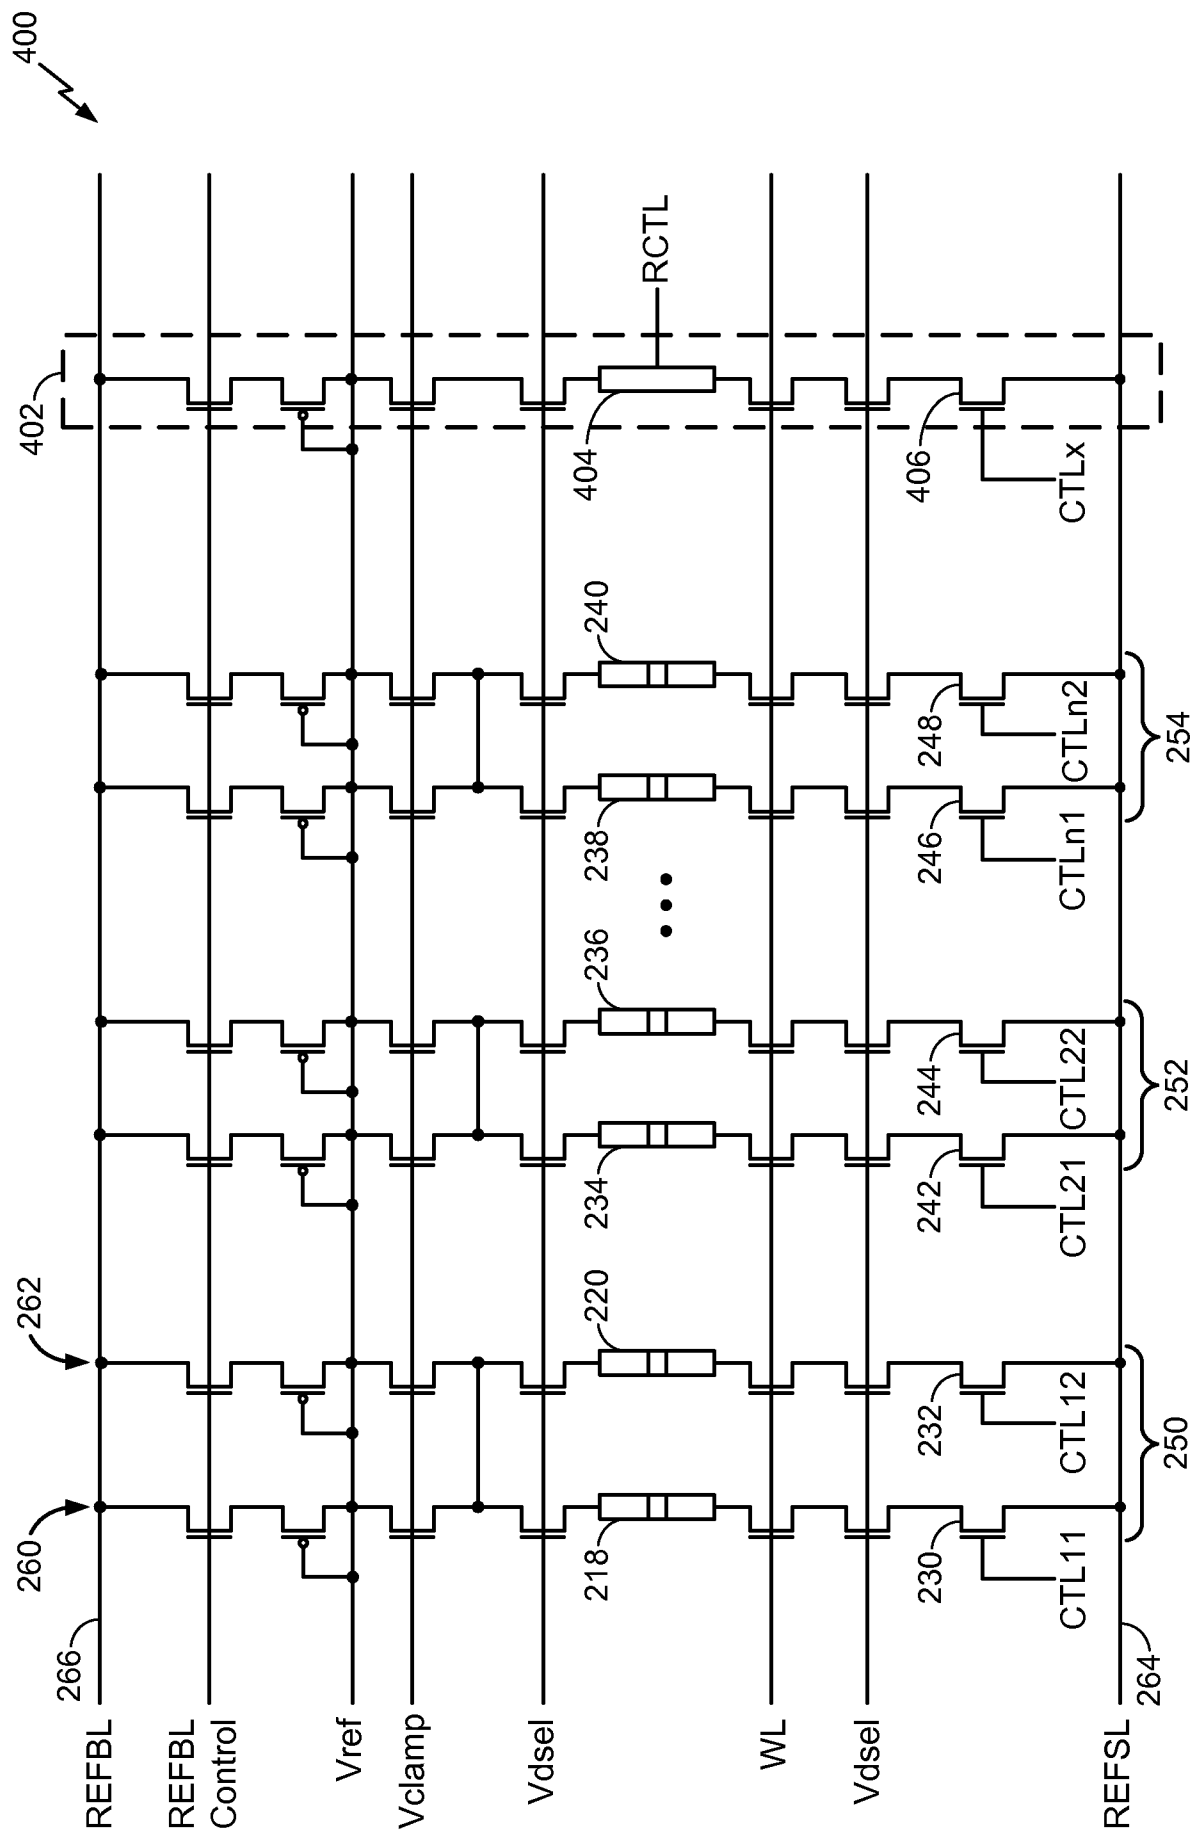 400
REFBL
266
260
262
402
REFBL
Control
Vref
Vclamp
Vdsel
218
220
234
236
238
240
404
RCTL
WL
Vdsel
230
232
242
244
246
248
406
CTL11
CTL12
CTL21
CTL22
CTLn1
CTLn2
CTLx
REFSL
264
250
252
254